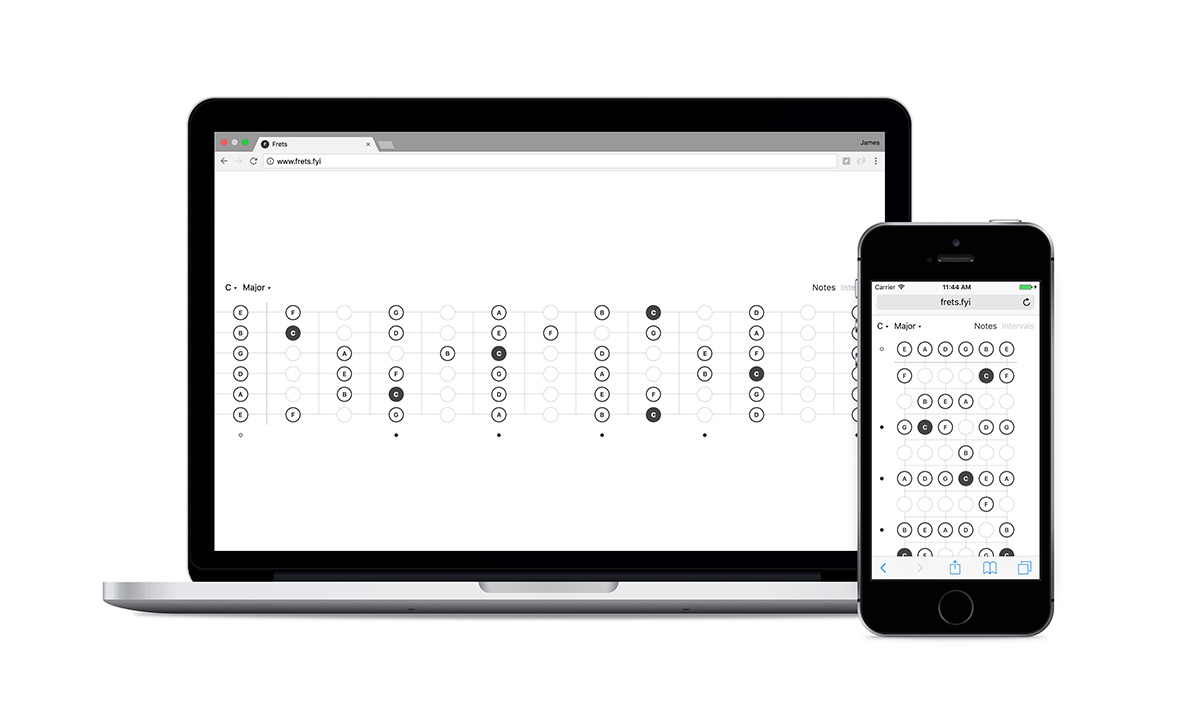 F Frets James
www.frets.fyi
C Major Notes Inte
E F G A B C D
B C D E F G A
G A B C D E F
D E F G A B C
A B C D E F G
E F G A B C D
Carrier 11:44 AM
frets.fyi
C Major Notes Intervals
E A D G B E
F C F
B E A
G C F D G
B
A D G C E A
F
B E A D B
C E G C